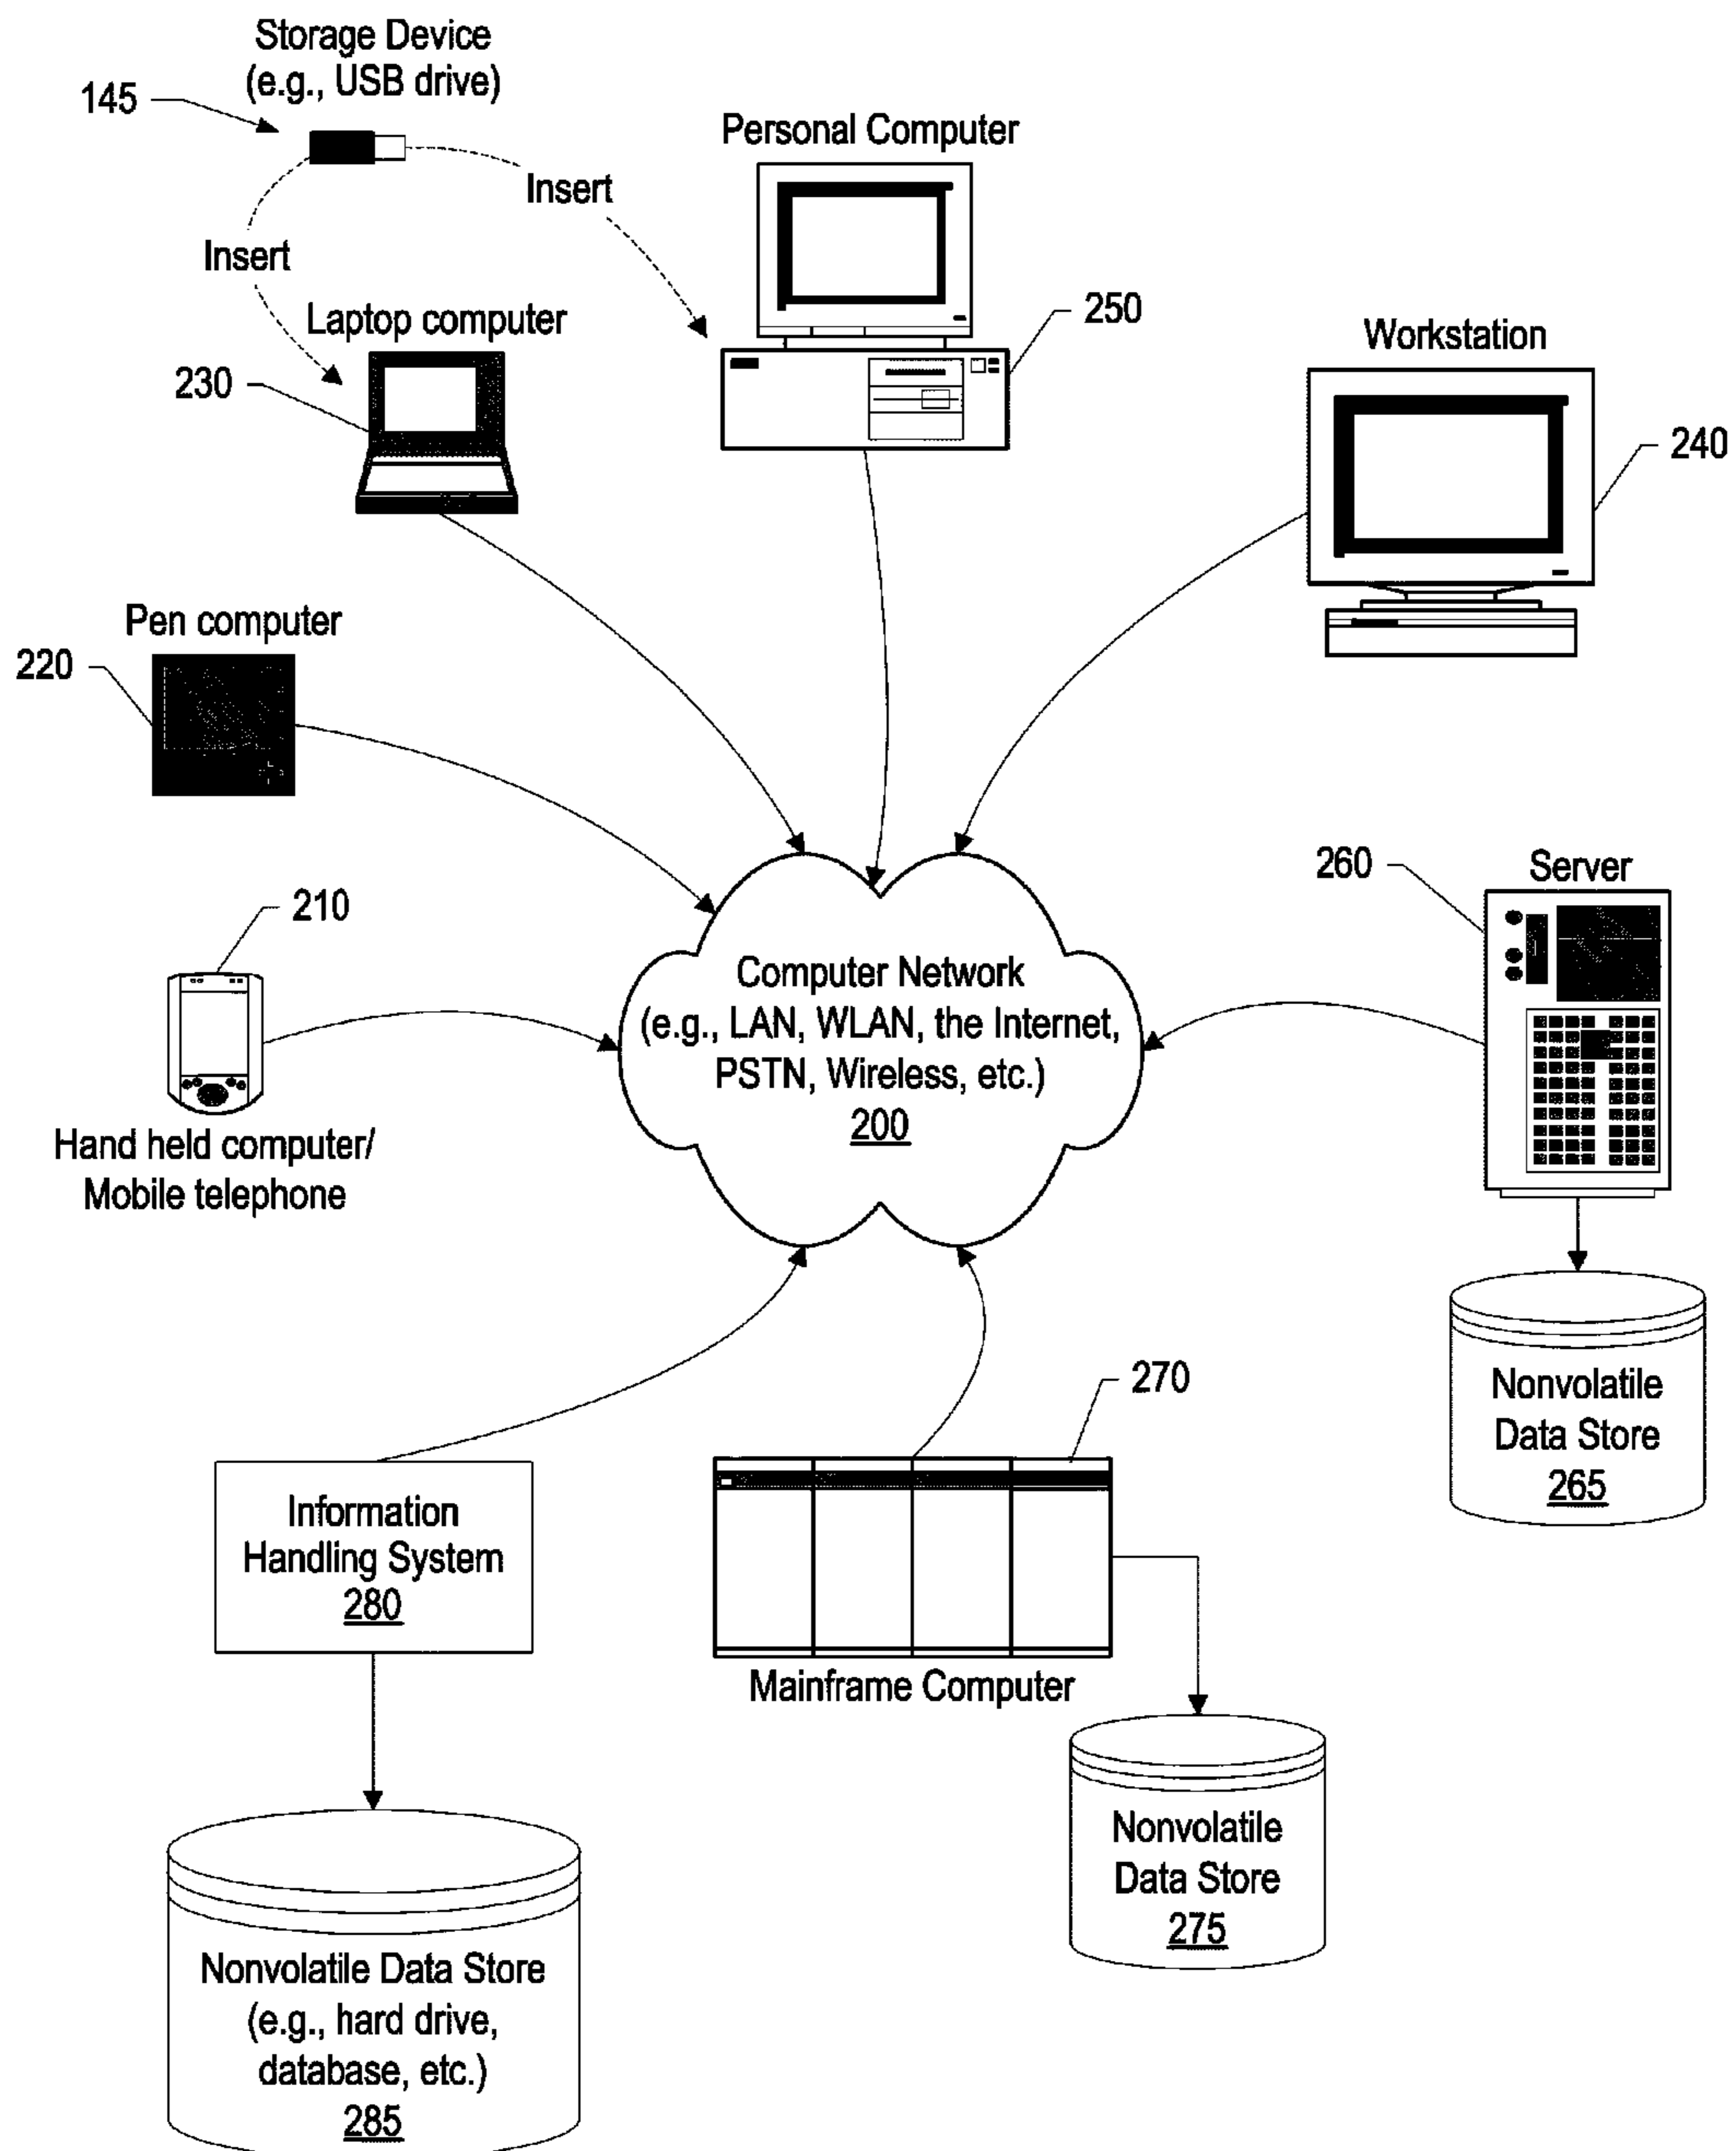 Storage Device
(e.g., USB drive)
145
Insert
Insert
Personal Computer
250
Laptop computer
230
Workstation
240
Pen computer
220
210
Hand held computer/
Mobile telephone
Computer Network
(e.g., LAN, WLAN, the Internet,
PSTN, Wireless, etc.)
200
260
Server
Nonvolatile
Data Store
265
Information
Handling System
280
270
Mainframe Computer
Nonvolatile
Data Store
275
Nonvolatile Data Store
(e.g., hard drive,
database, etc.)
285